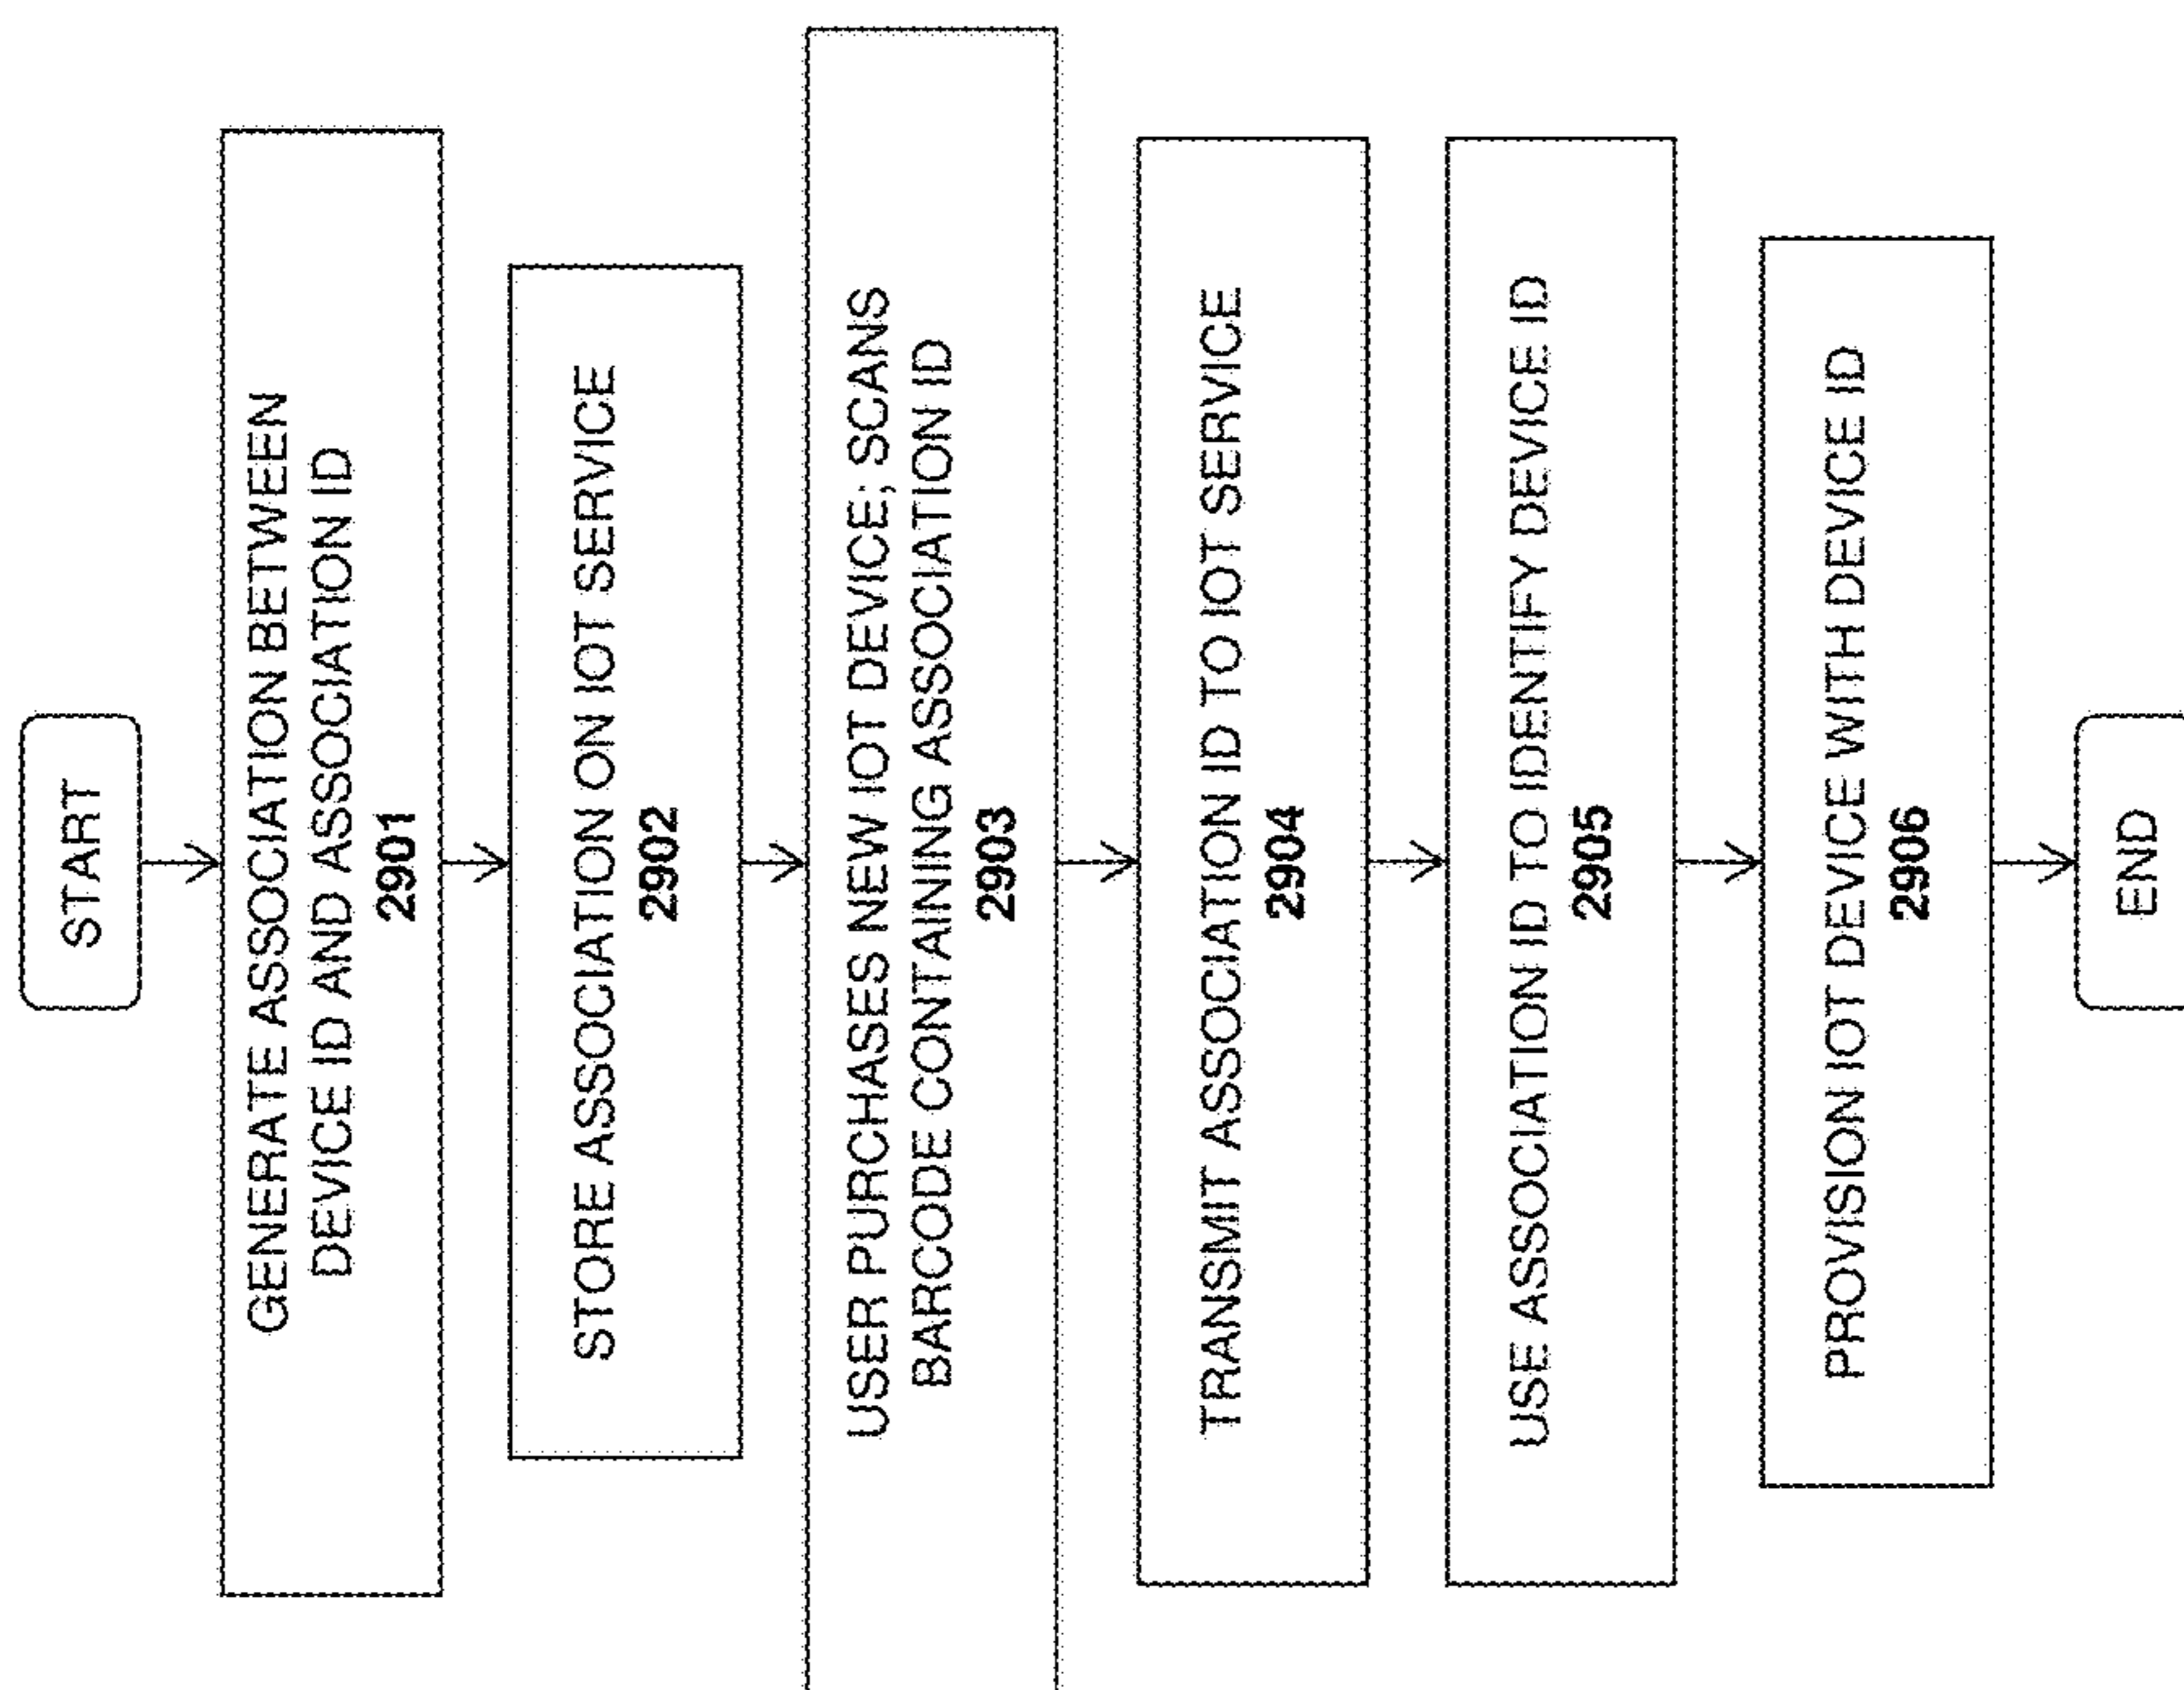 START
GENERATE ASSOCIATION BETWEEN
DEVICE ID AND ASSOCIATION ID
2901
STORE ASSOCIATION ON IOT SERVICE
2902
USER PURCHASES NEW IOT DEVICE; SCANS
BARCODE CONTAINING ASSOCIATION ID
2903
TRANSMIT ASSOCIATION ID TO IOT SERVICE
2904
USE ASSOCIATION ID TO IDENTIFY DEVICE ID
2905
PROVISION IOT DEVICE WITH DEVICE ID
2906
END